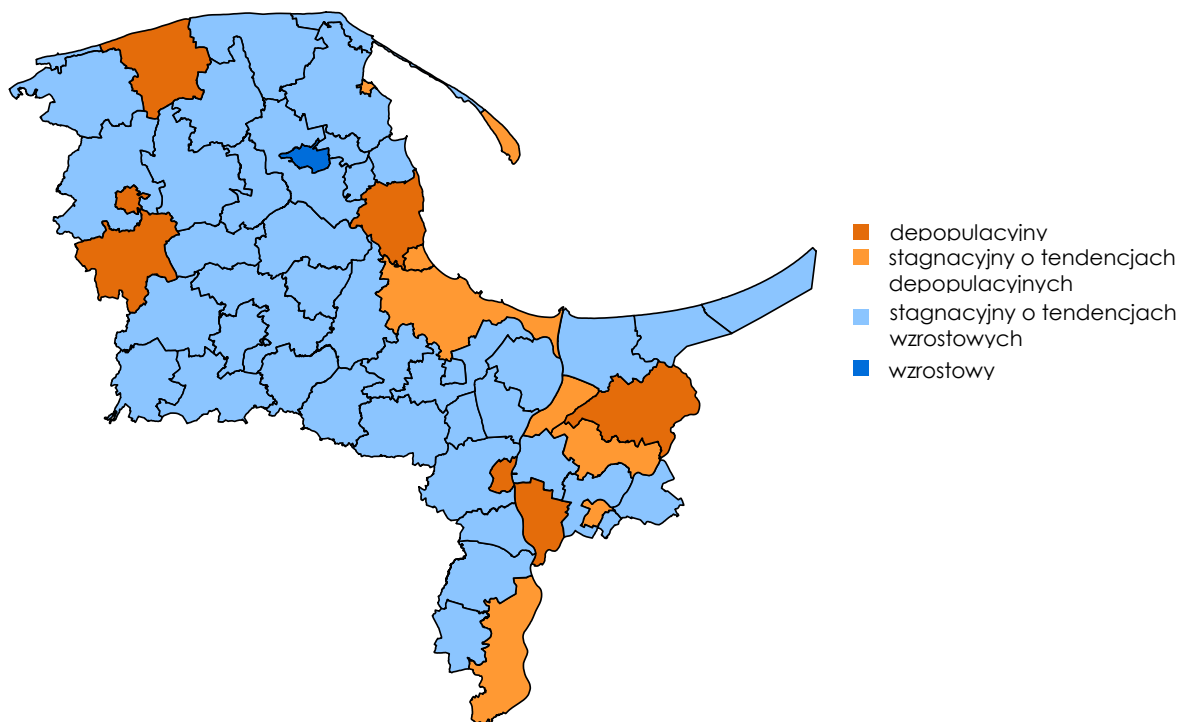 depopulacyjny
stagnacyjny o tendencjach
depopulacyjnych
stagnacyjny o tendencjach
wzrostowych
wzrostowy